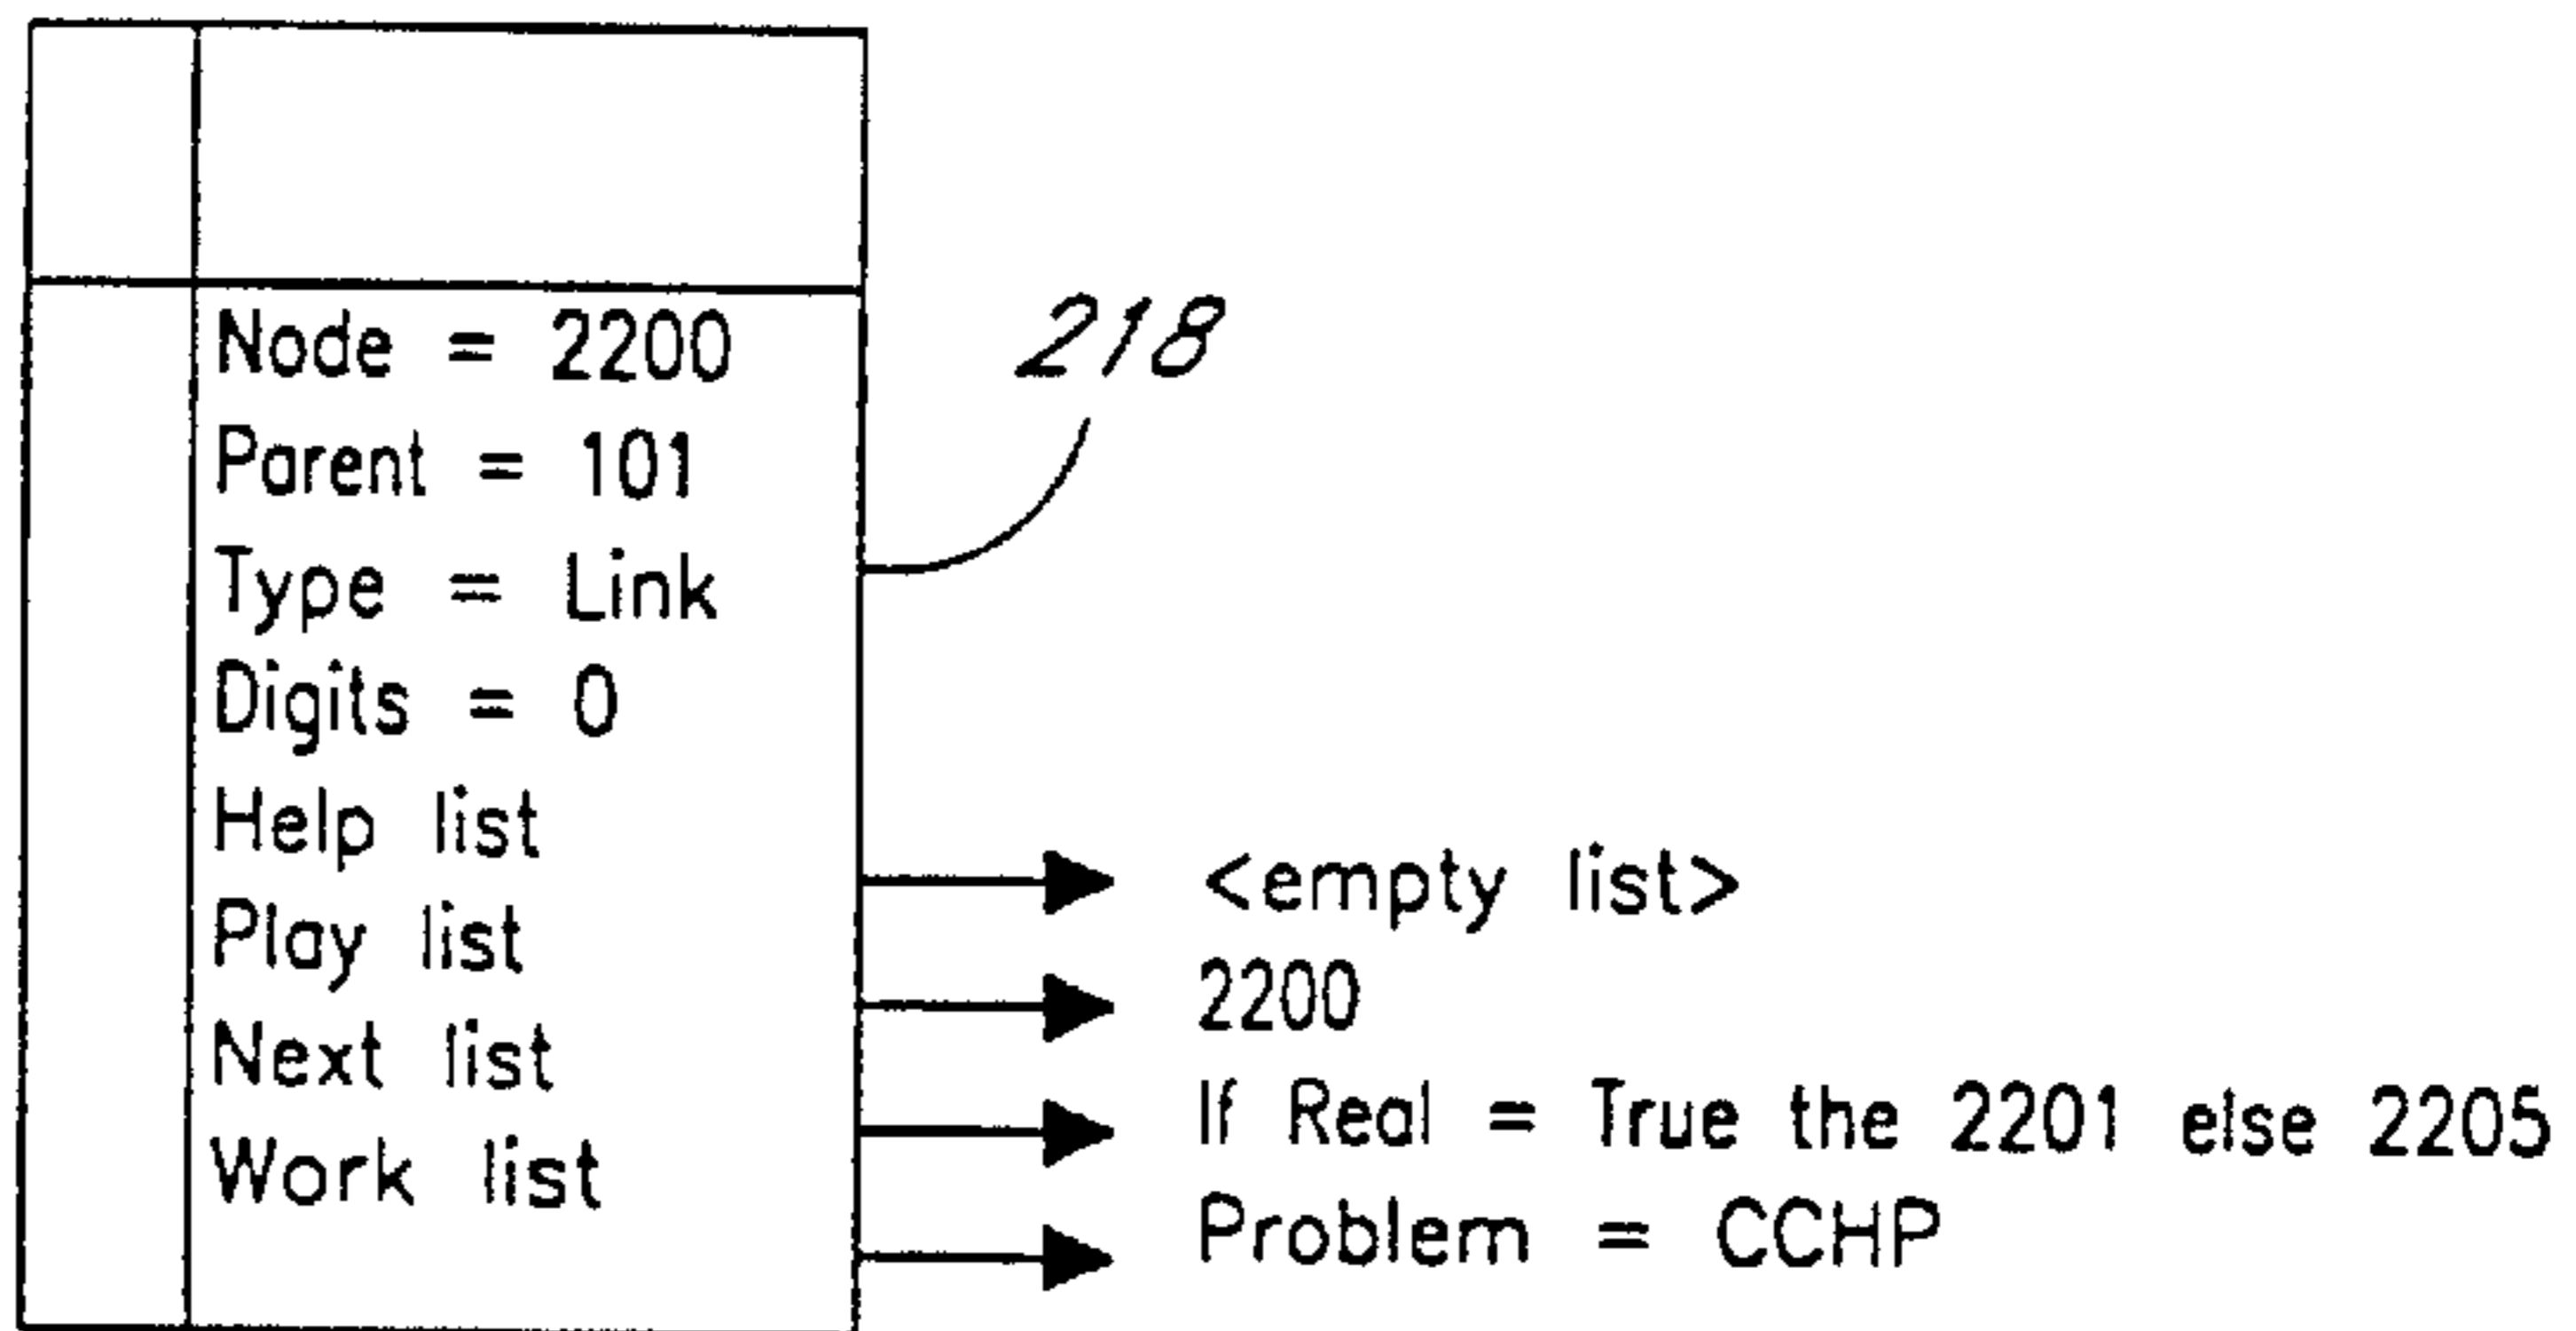 Node = 2200
218
Parent = 101
Type = Link
Digits = 0
Help list
<empty list>
Play list
2200
Next list
If Real = True the 2201 else 2205
Work list
Problem = CCHP